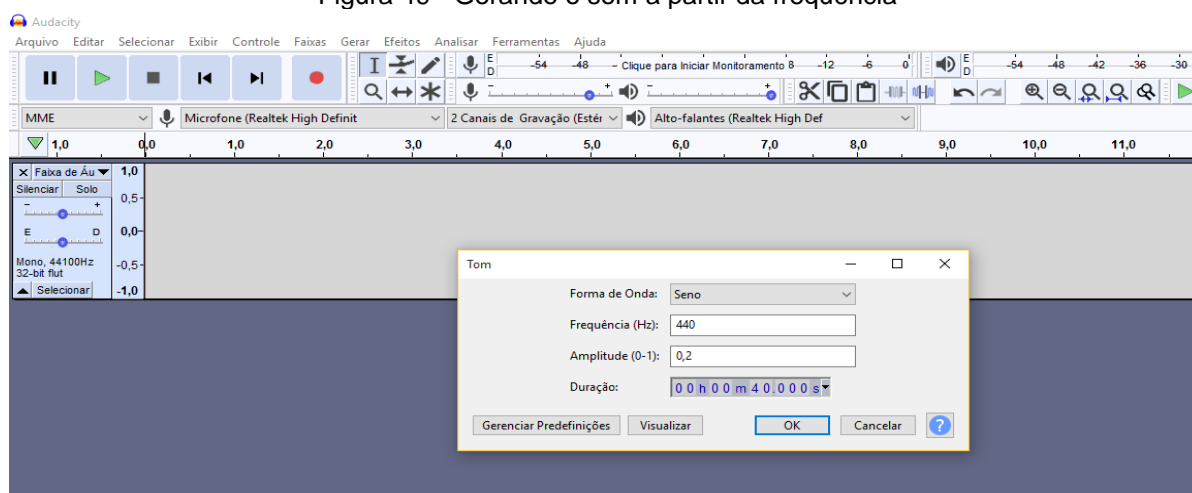 Figura 45 - Gerando o som a partir da frequência
Audacity
Arquivo Editar Selecionar Exibir Controle Faixas Gerar Efeitos Analisar Ferramentas Ajuda
E D -54 -48 - Clique para Iniciar Monitoramento 8 -12 -6 0 E D -54 -48 -42 -36 -30
MME Microfone (Realtek High Definit 2 Canais de Gravação (Estér Alto-falantes (Realtek High Def
1,0 0,0 1,0 2,0 3,0 4,0 5,0 6,0 7,0 8,0 9,0 10,0 11,0
X Faixa de Áu 1,0
Silenciar Solo 0,5
- +
E D 0,0
Mono, 44100Hz -0,5
32-bit flut
Selecionar -1,0
Tom
Forma de Onda: Seno
Frequência (Hz): 440
Amplitude (0-1): 0,2
Duração: 00h00m40.000s
Gerenciar Predefinições Visualizar OK Cancelar ?